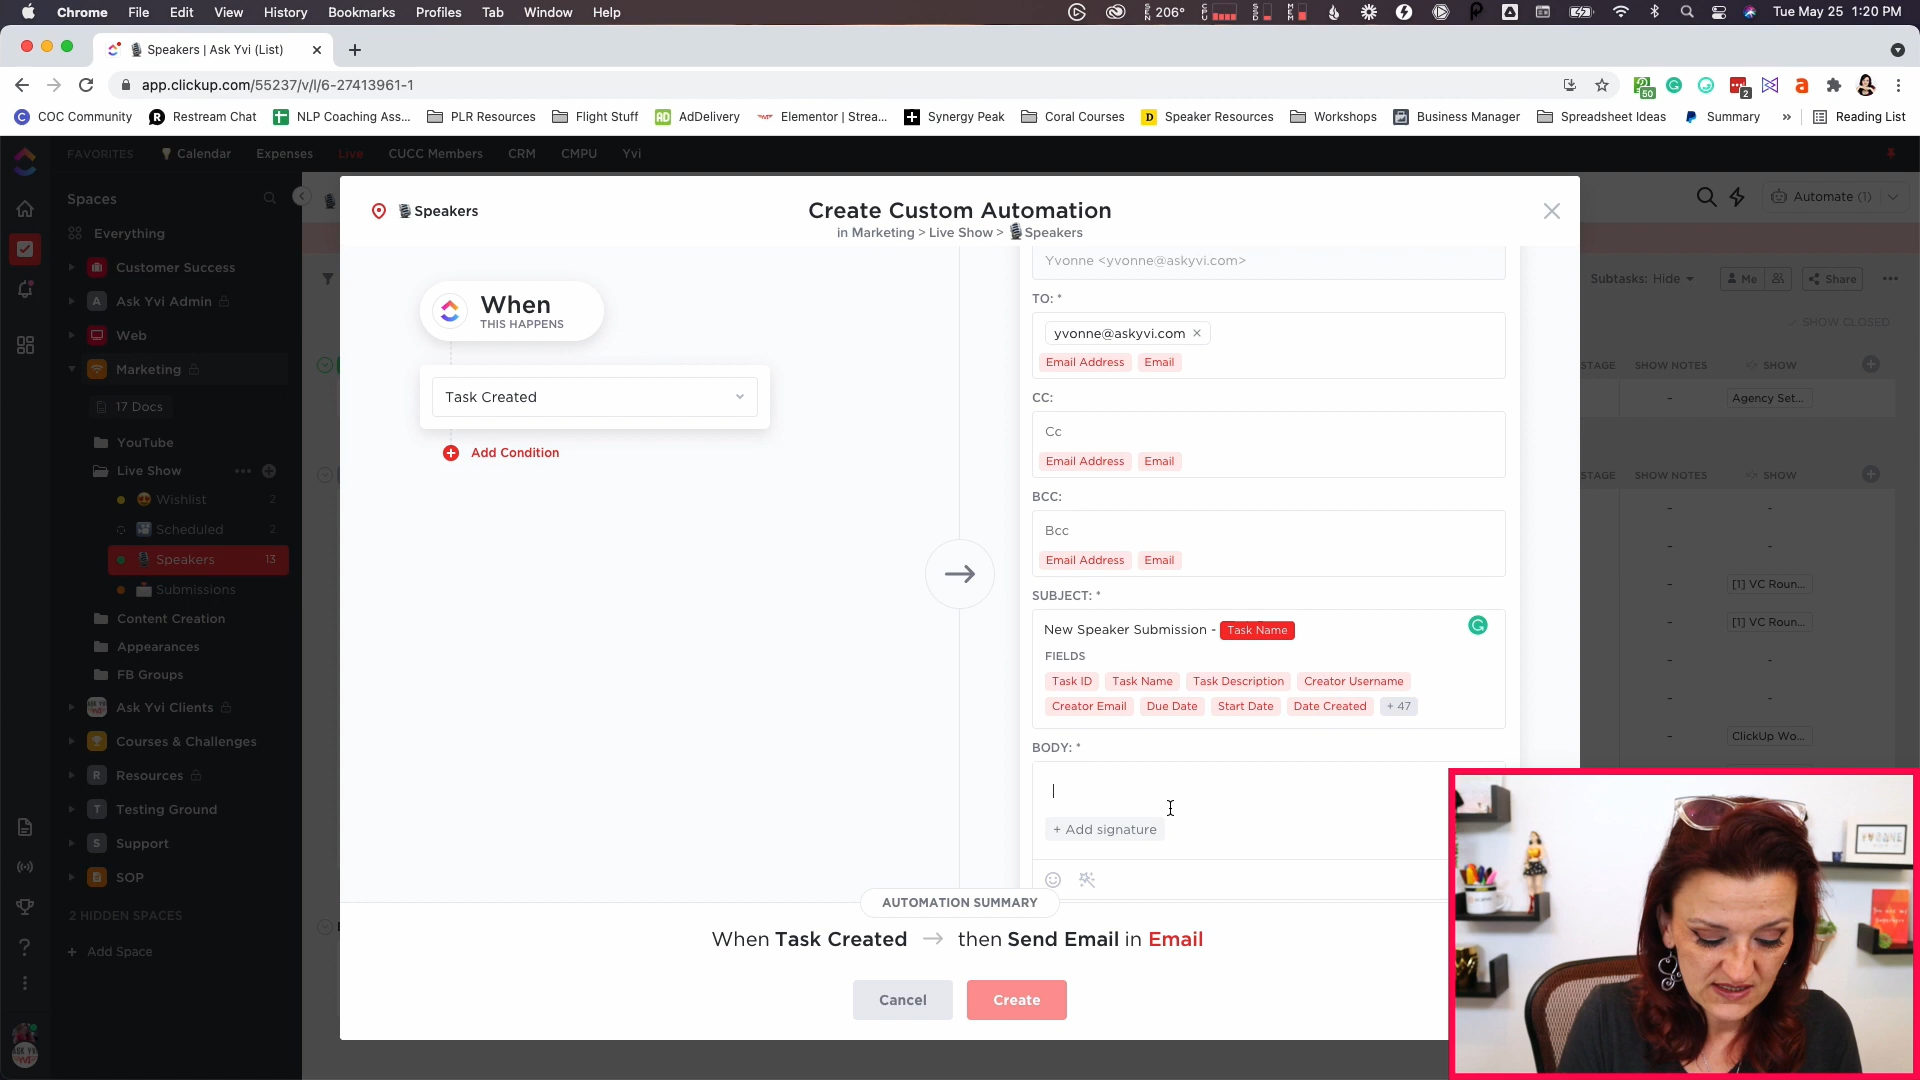 Chrome File Edit View History Bookmarks Profiles Tab Window Help
206° Tue May 25 1:20 PM
Speakers | Ask Yvi (List)
app.clickup.com/55237/v/l/6-27413961-1
50 2
COC Community Restream Chat NLP Coaching Ass... PLR Resources Flight Stuff AdDelivery Elementor | Strea... Synergy Peak Coral Courses Speaker Resources Workshops Business Manager Spreadsheet Ideas Summary » Reading List
FAVORITES Calendar Expenses Live CUCC Members CRM CMPU Yvi
Spaces
Everything
Customer Success
Ask Yvi Admin
Web
Marketing
17 Docs
YouTube
Live Show
Wishlist 2
Scheduled 2
Speakers 13
Submissions
Content Creation
Appearances
FB Groups
Ask Yvi Clients
Courses & Challenges
Resources
Testing Ground
Support
SOP
2 HIDDEN SPACES
+ Add Space
Speakers
Create Custom Automation
in Marketing > Live Show > Speakers
When
THIS HAPPENS
Task Created
Add Condition
Yvonne <yvonne@askyvi.com>
TO: *
yvonne@askyvi.com
Email Address Email
CC:
Cc
Email Address Email
BCC:
Bcc
Email Address Email
SUBJECT: *
New Speaker Submission - Task Name
FIELDS
Task ID Task Name Task Description Creator Username
Creator Email Due Date Start Date Date Created + 47
BODY: *
+ Add signature
AUTOMATION SUMMARY
When Task Created → then Send Email in Email
Cancel Create
Automate (1)
Subtasks: Hide Me Share
SHOW CLOSED
STAGE SHOW NOTES SHOW
- Agency Set...
STAGE SHOW NOTES SHOW
- -
- -
- [1] VC Roun...
- [1] VC Roun...
- -
- -
- ClickUp Wo...